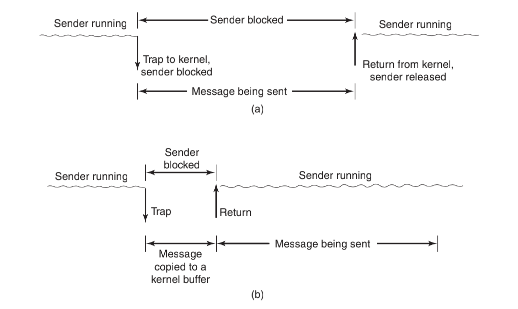 Sender running
Sender blocked
Sender running
Trap to kernel,
sender blocked
Return from kernel,
sender released
Message being sent
(a)
Sender running
Sender
blocked
Sender running
Trap
Return
Message
copied to a
kernel buffer
Message being sent
(b)